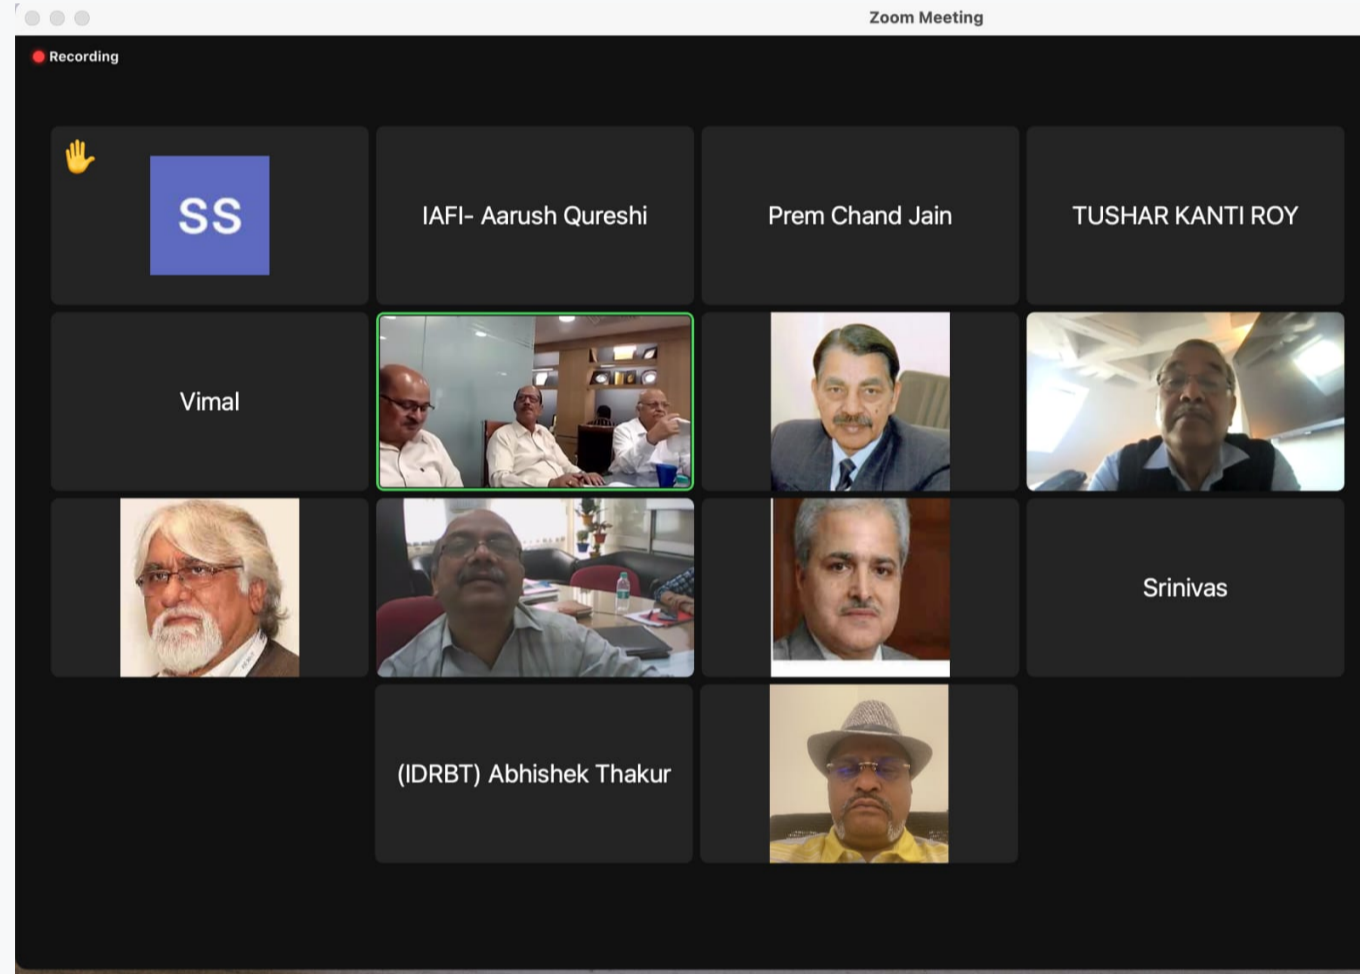 Zoom Meeting
Recording
SS
IAFI- Aarush Qureshi
Prem Chand Jain
TUSHAR KANTI ROY
Vimal
Srinivas
(IDRBT) Abhishek Thakur